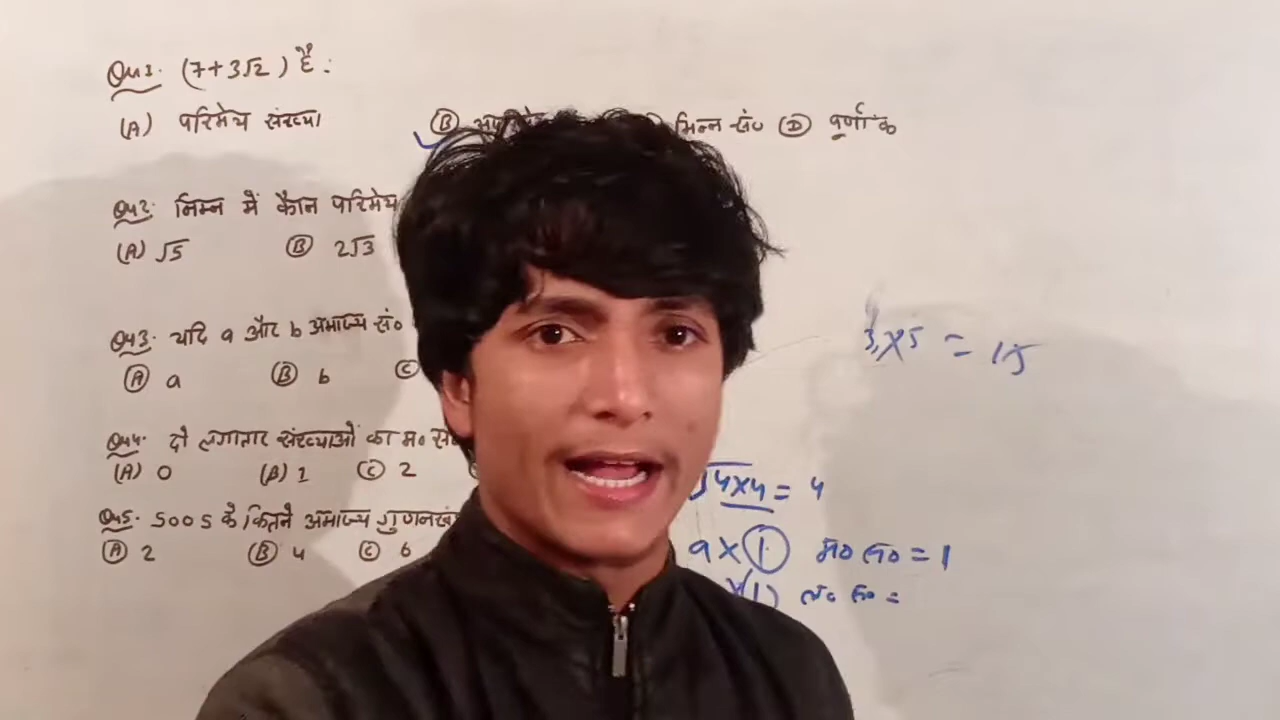 Qu1. (7+3√2) है:
(A) परिमेय संख्या (B) भिन्न सं० (D) पूर्णांक
Qu2. निम्न में कौन परिमेय
(A) √5 (B) 2√3
Qu3. यदि a और b अभाज्य सं०
(A) a (B) b (C)
Qu4. दो लगातार संख्याओं का म० स०
(A) 0 (B) 1 (C) 2
Qu5. 5005 के कितने अभाज्य गुणनखं
(A) 2 (B) 4 (C) 6
3×5 = 15
√4×4 = 4
a×1 म० स० = 1
ल० स० =